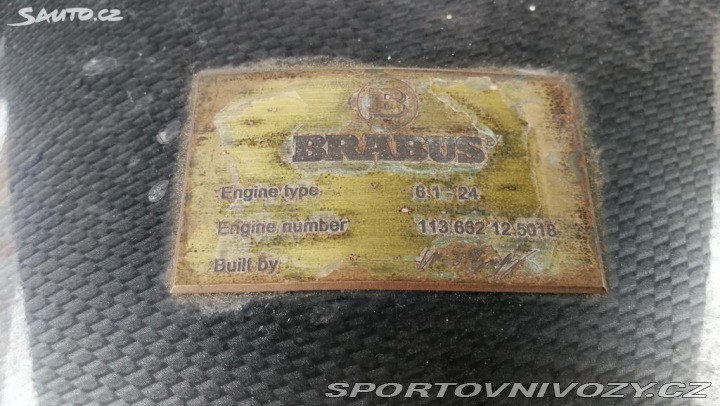 SAUTO.CZ
B
BRABUS®
Engine type 6.1 - 24
Engine number 113 662 12 5018
Built by
SPORTOVNIVOZY.CZ